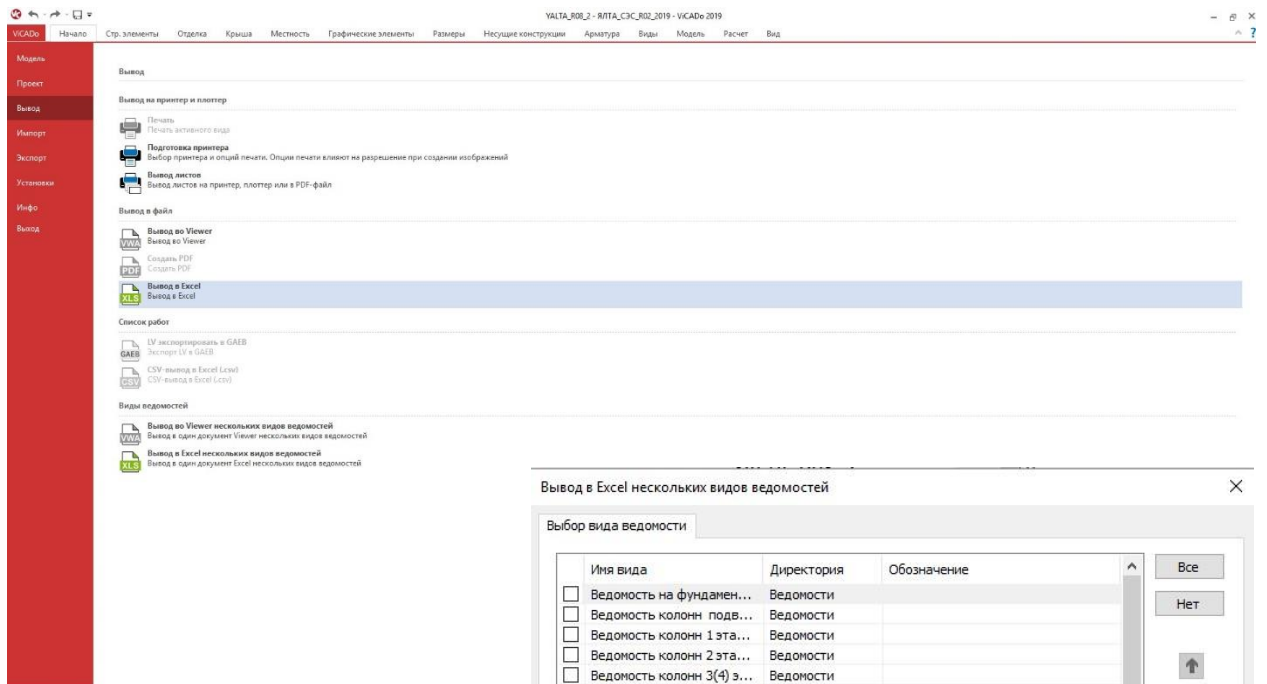 YALTA_R08_2 - ЯЛТА_СЭС_R02_2019 - ViCADo 2019
ViCADo Начало Стр. элементы Отделка Крыша Местность Графические элементы Размеры Несущие конструкции Арматура Виды Модель Расчет Вид ?
Модель
Проект
Вывод
Импорт
Экспорт
Установки
Инфо
Выход
Вывод
Вывод на принтер и плоттер
Печать
Печать активного вида
Подготовка принтера
Выбор принтера и опций печати. Опции печати влияют на разрешение при создании изображений
Вывод листов
Вывод листов на принтер, плоттер или в PDF-файл
Вывод в файл
VWA Вывод во Viewer
Вывод во Viewer
PDF Создать PDF
Создать PDF
XLS Вывод в Excel
Вывод в Excel
Список работ
GAEB LV экспортировать в GAEB
Экспорт LV в GAEB
CSV CSV-вывод в Excel (.csv)
CSV-вывод в Excel (.csv)
Виды ведомостей
VWA Вывод во Viewer нескольких видов ведомостей
Вывод в один документ Viewer нескольких видов ведомостей
XLS Вывод в Excel нескольких видов ведомостей
Вывод в один документ Excel нескольких видов ведомостей
Вывод в Excel нескольких видов ведомостей
Выбор вида ведомости
Имя вида Директория Обозначение
Ведомость на фундамен... Ведомости
Ведомость колонн подв... Ведомости
Ведомость колонн 1 эта... Ведомости
Ведомость колонн 2 эта... Ведомости
Ведомость колонн 3(4) э... Ведомости
Все
Нет